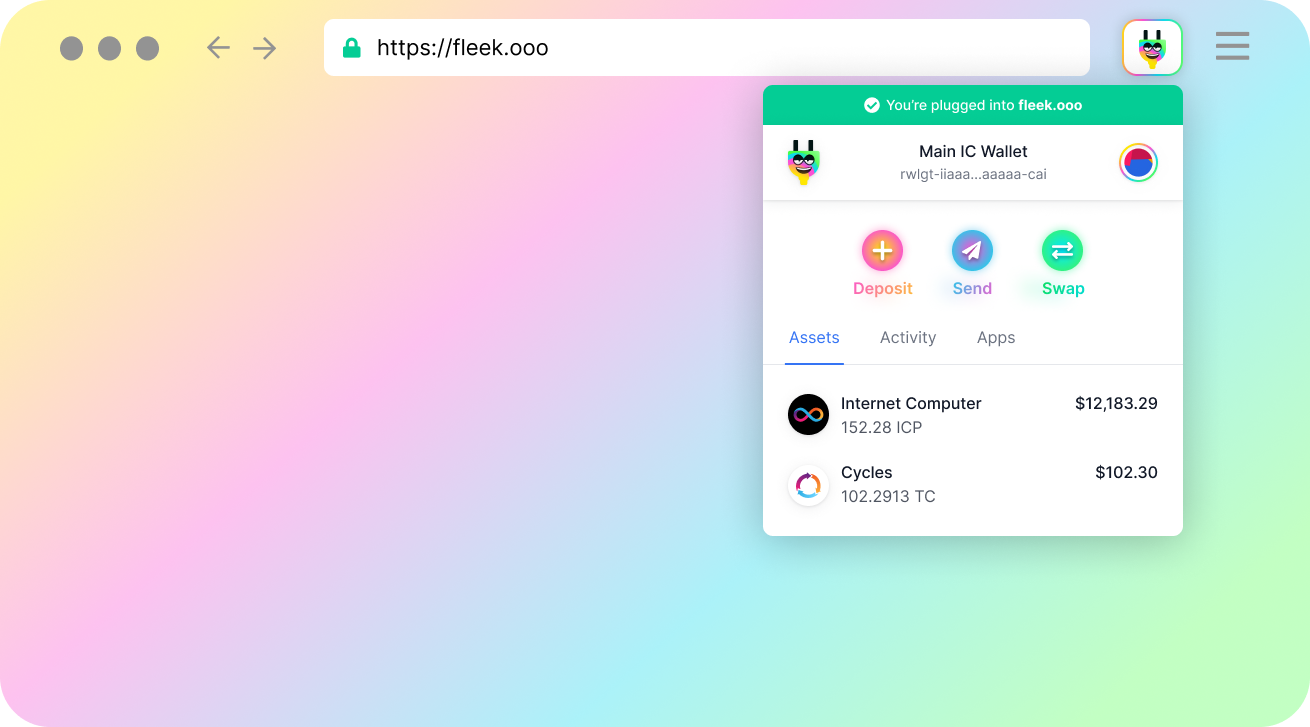 https://fleek.ooo
You're plugged into fleek.ooo
Main IC Wallet
rwlgt-iiaaa...aaaaa-cai
Deposit Send Swap
Assets Activity Apps
Internet Computer $12,183.29
152.28 ICP
Cycles $102.30
102.2913 TC